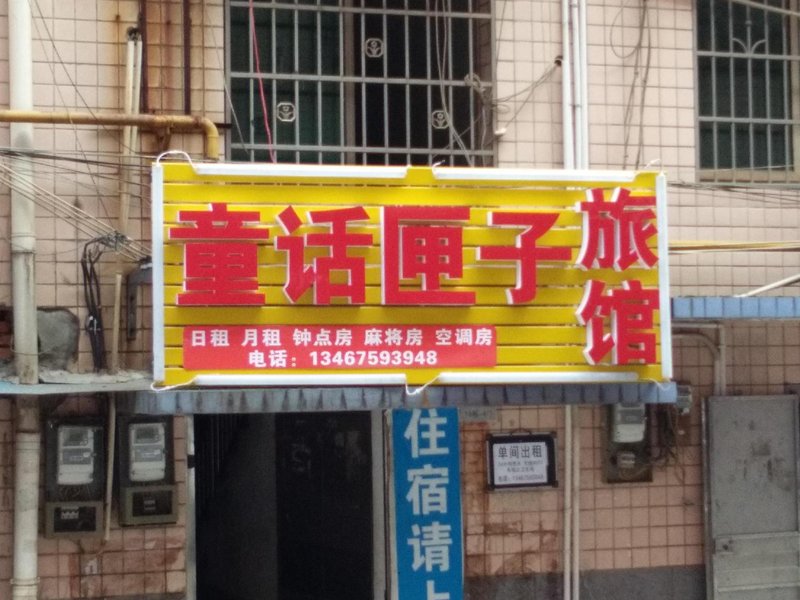 童话匣子旅馆
日租 月租 钟点房 麻将房 空调房
电话：13467593948
住宿请上
单间出租